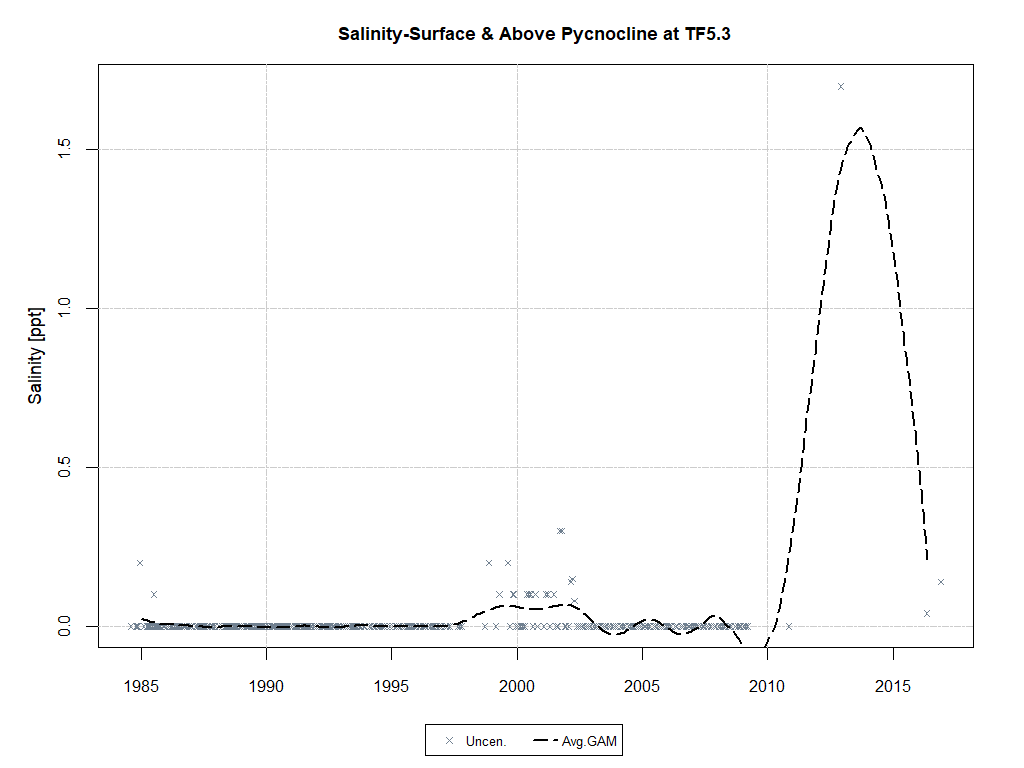 Salinity-Surface & Above Pycnocline at TF5.3
Salinity [ppt]
1.5
1.0
0.5
0.0
1985 1990 1995 2000 2005 2010 2015
Uncen. Avg.GAM